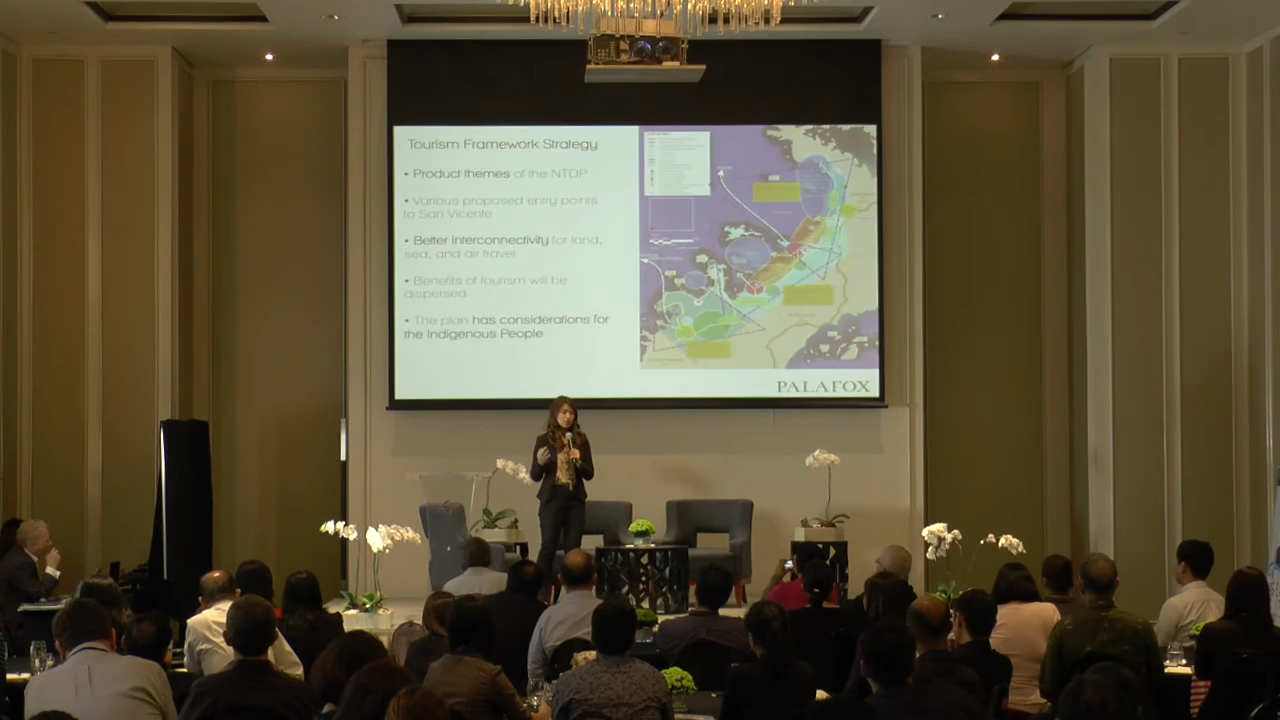 Tourism Framework Strategy
• Product themes of the NTDP
• Various proposed entry points
to San Vicente
• Better interconnectivity for land,
sea, and air travel
• Benefits of tourism will be
dispersed
• The plan has considerations for
the Indigenous People
PALAFOX